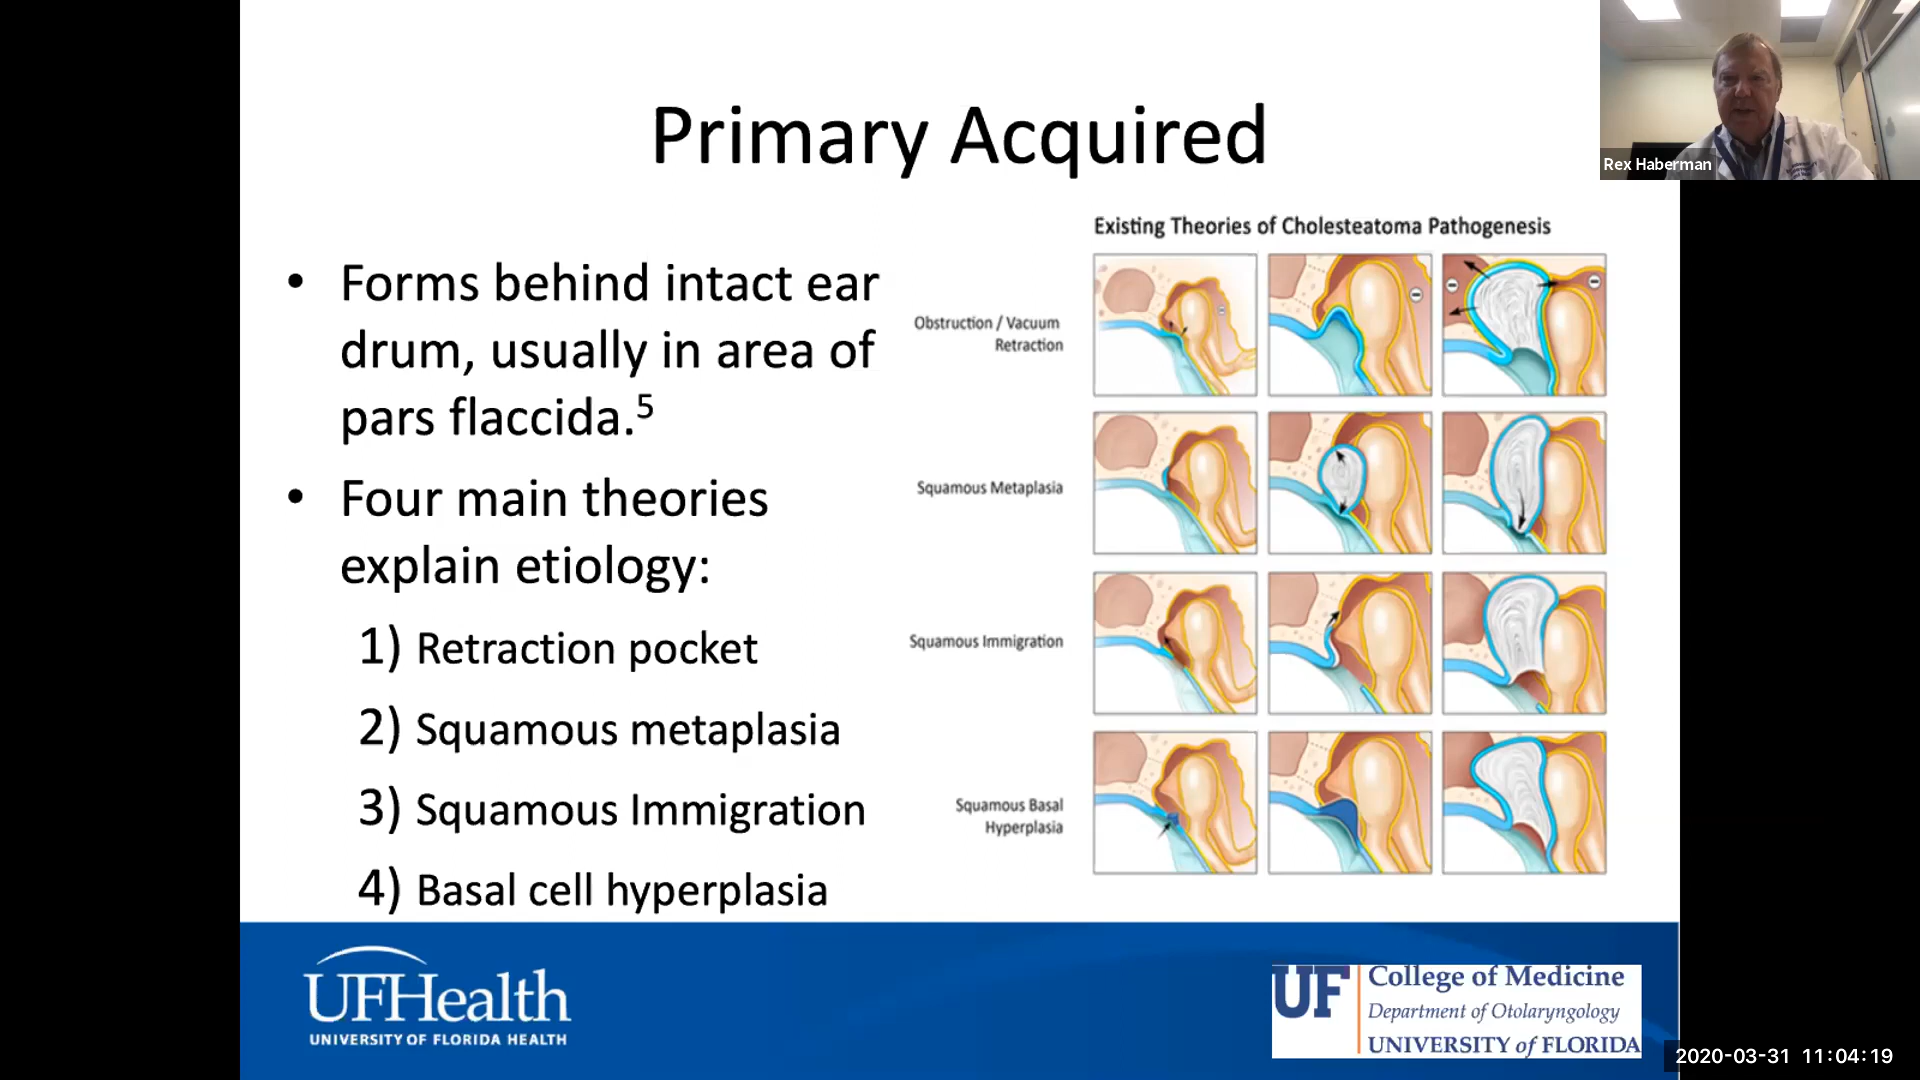 Primary Acquired
Rex Haberman
• Forms behind intact ear
drum, usually in area of
pars flaccida.5
• Four main theories
explain etiology:
1) Retraction pocket
2) Squamous metaplasia
3) Squamous Immigration
4) Basal cell hyperplasia
Existing Theories of Cholesteatoma Pathogenesis
Obstruction / Vacuum
Retraction
Squamous Metaplasia
Squamous Immigration
Squamous Basal
Hyperplasia
UFHealth
UNIVERSITY OF FLORIDA HEALTH
UF College of Medicine
Department of Otolaryngology
UNIVERSITY of FLORIDA
2020-03-31 11:04:19